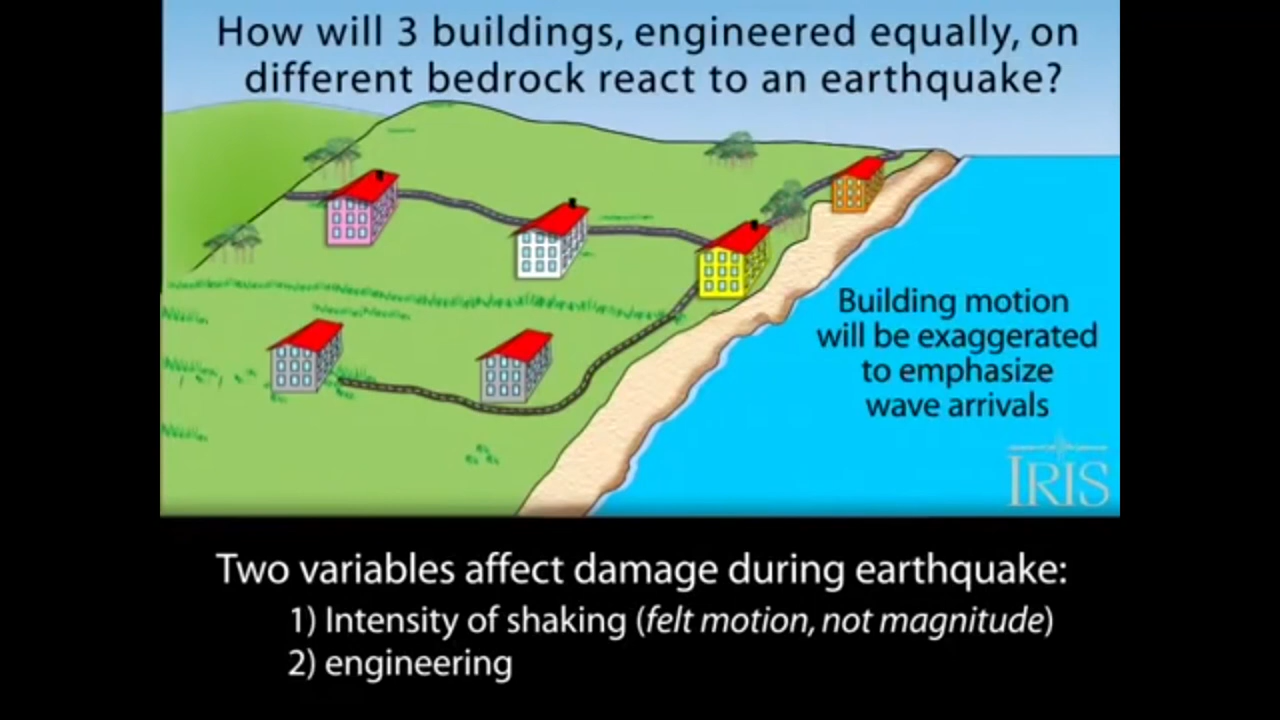 How will 3 buildings, engineered equally, on
different bedrock react to an earthquake?
Building motion
will be exaggerated
to emphasize
wave arrivals
IRIS
Two variables affect damage during earthquake:
1) Intensity of shaking (felt motion, not magnitude)
2) engineering